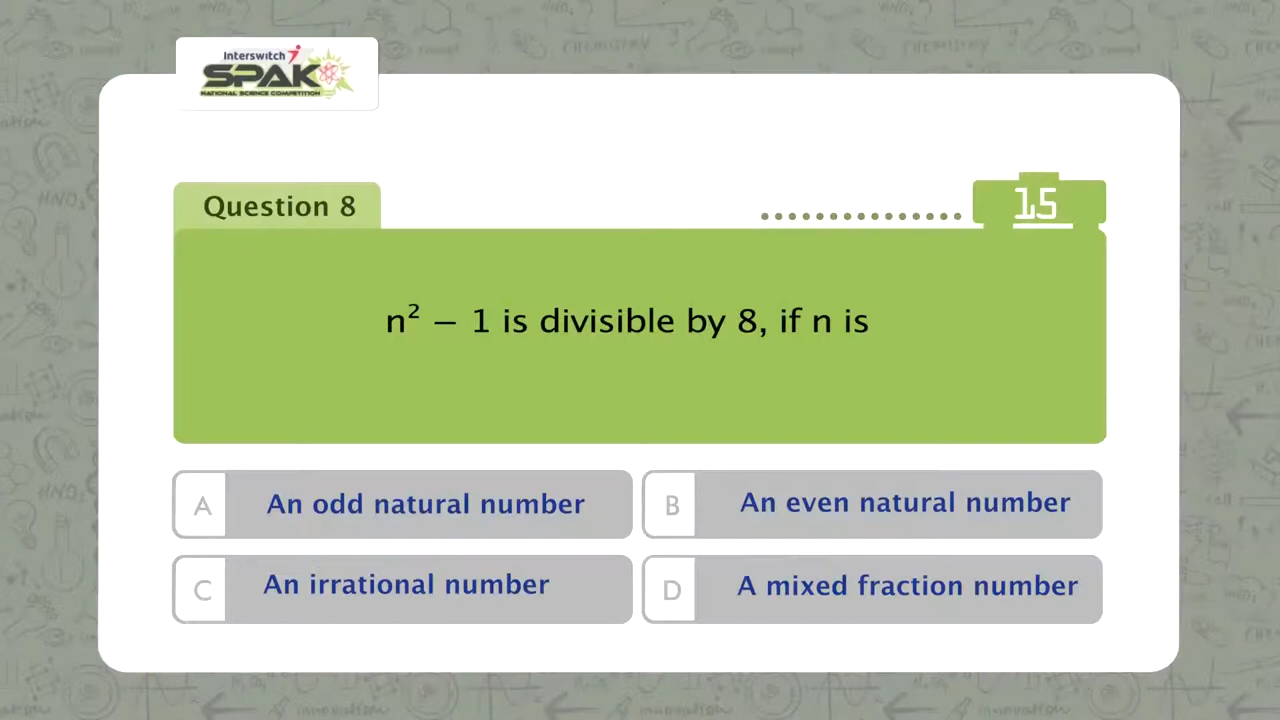 Interswitch
SPAK
NATIONAL SCIENCE COMPETITION
Question 8
15
n² − 1 is divisible by 8, if n is
A An odd natural number
B An even natural number
C An irrational number
D A mixed fraction number